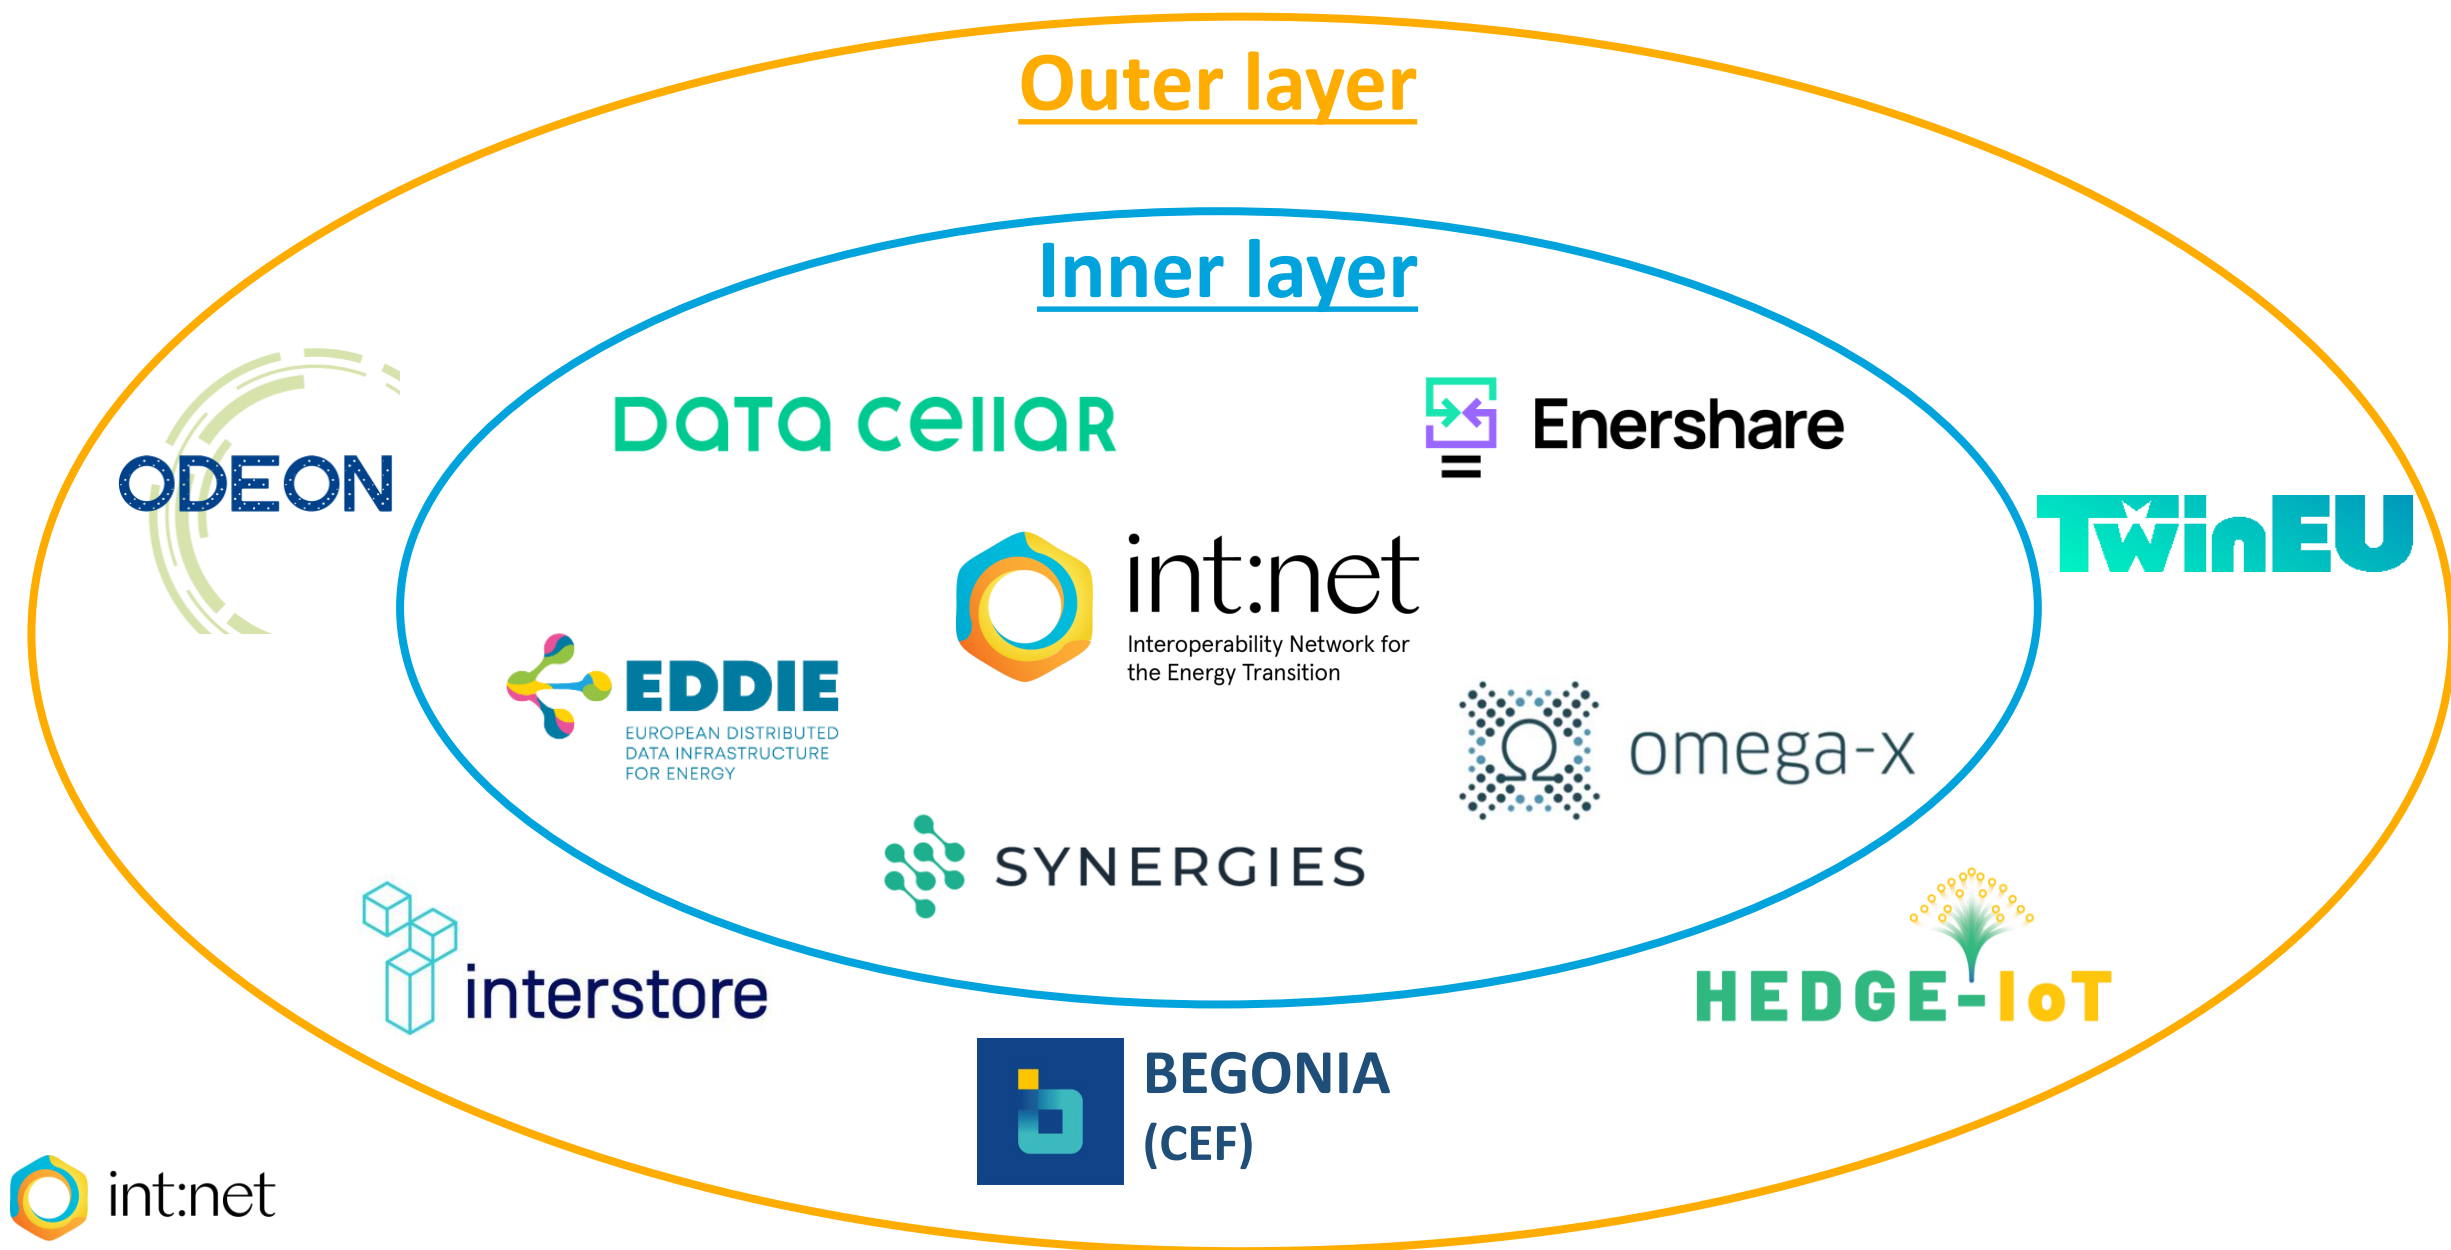 Outer layer
Inner layer
DATA CELLAR
Enershare
ODEON
TwinEU
int:net
Interoperability Network for
the Energy Transition
EDDIE
EUROPEAN DISTRIBUTED
DATA INFRASTRUCTURE
FOR ENERGY
omega-x
SYNERGIES
interstore
HEDGE-IoT
BEGONIA
(CEF)
int:net